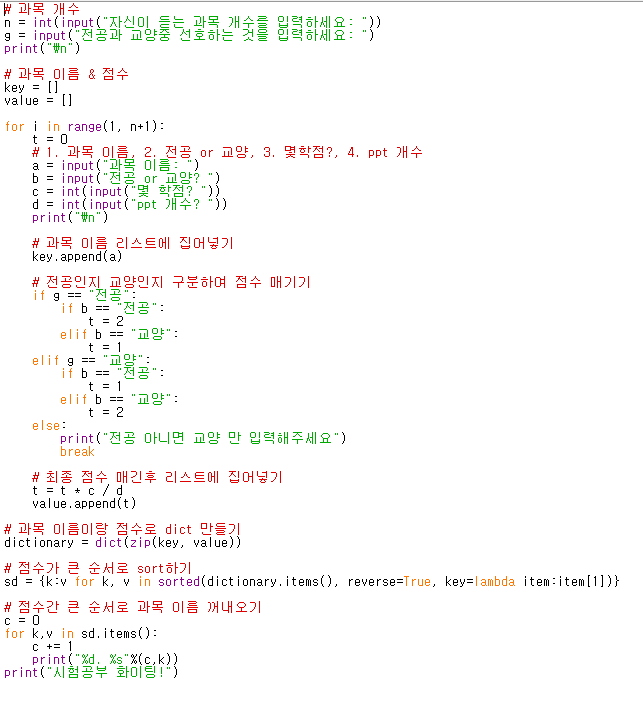 # 과목 개수
n = int(input("자신이 듣는 과목 개수를 입력하세요: "))
g = input("전공과 교양중 선호하는 것을 입력하세요: ")
print("₩n")
# 과목 이름 & 점수
key = []
value = []
for i in range(1, n+1):
    t = 0
    # 1. 과목 이름, 2. 전공 or 교양, 3. 몇학점?, 4. ppt 개수
    a = input("과목 이름: ")
    b = input("전공 or 교양? ")
    c = int(input("몇 학점? "))
    d = int(input("ppt 개수? "))
    print("₩n")
    # 과목 이름 리스트에 집어넣기
    key.append(a)
    # 전공인지 교양인지 구분하여 점수 매기기
    if g == "전공":
        if b == "전공":
            t = 2
        elif b == "교양":
            t = 1
    elif g == "교양":
        if b == "전공":
            t = 1
        elif b == "교양":
            t = 2
    else:
        print("전공 아니면 교양 만 입력해주세요")
        break
    # 최종 점수 매긴후 리스트에 집어넣기
    t = t * c / d
    value.append(t)
# 과목 이름이랑 점수로 dict 만들기
dictionary = dict(zip(key, value))
# 점수가 큰 순서로 sort하기
sd = {k:v for k, v in sorted(dictionary.items(), reverse=True, key=lambda item:item[1])}
# 점수간 큰 순서로 과목 이름 꺼내오기
c = 0
for k,v in sd.items():
    c += 1
    print("%d. %s"%(c,k))
print("시험공부 화이팅!")